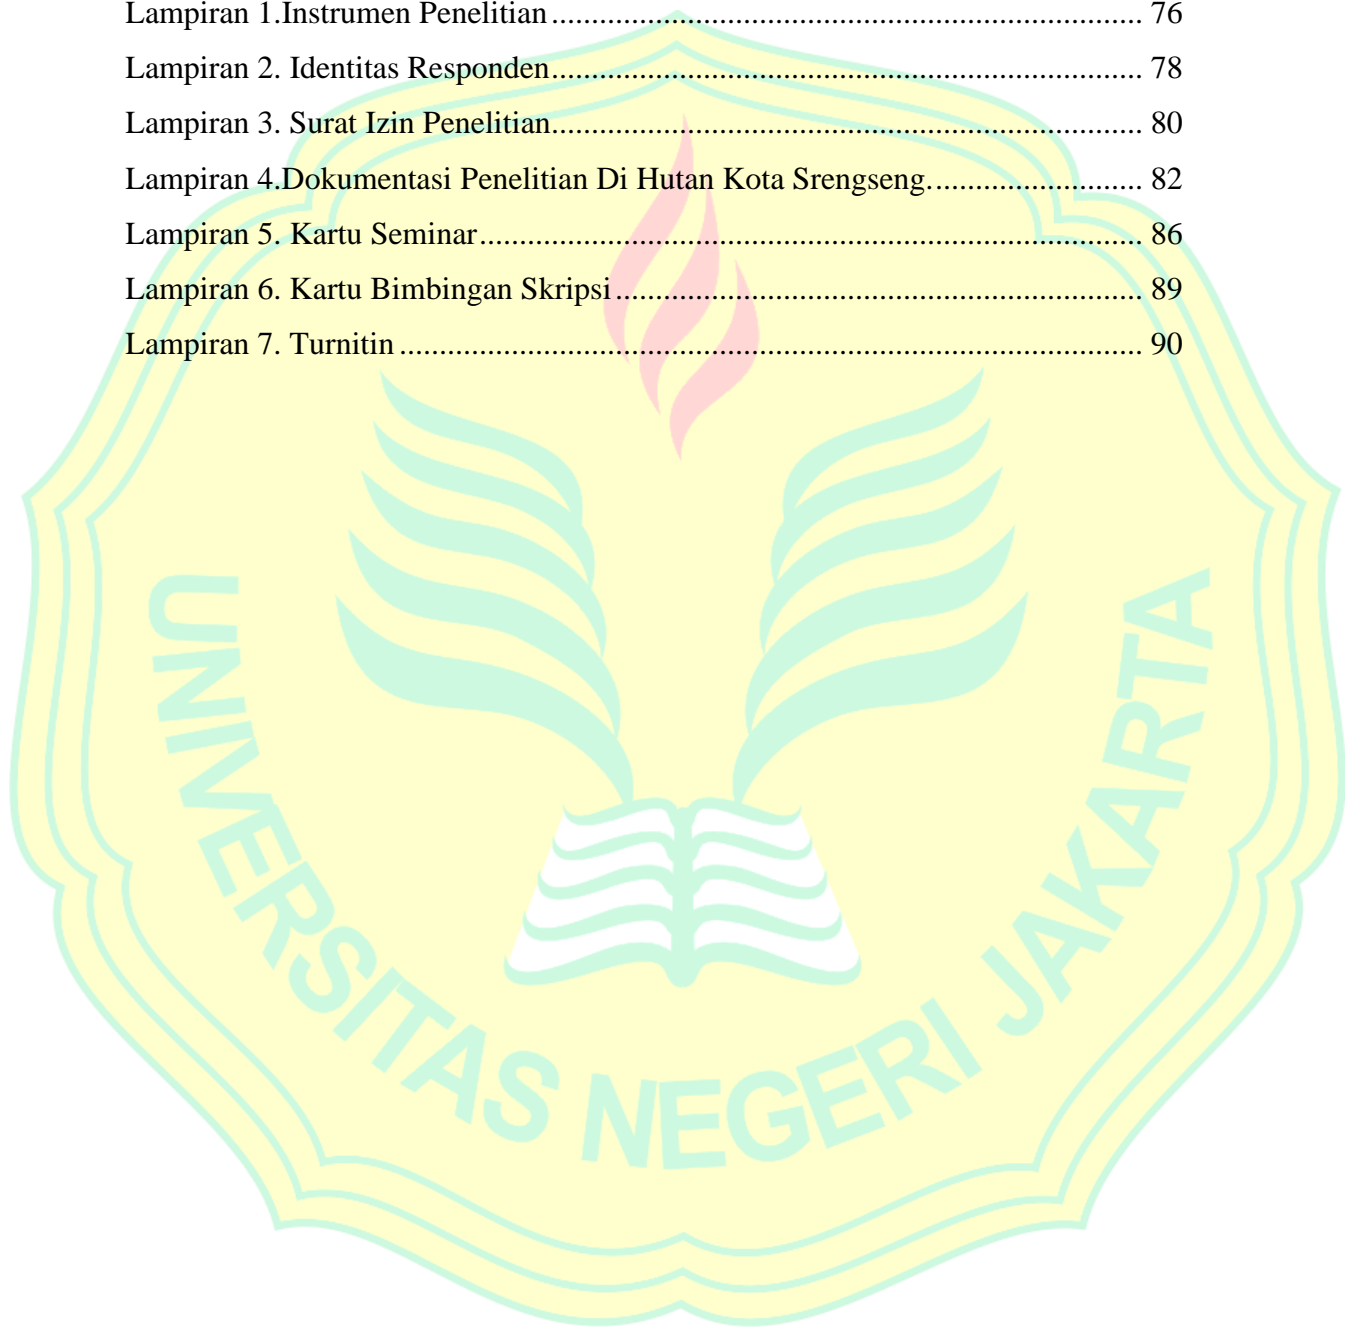 Lampiran 1.Instrumen Penelitian.......................................................................... 76
Lampiran 2. Identitas Responden.......................................................................... 78
Lampiran 3. Surat Izin Penelitian.......................................................................... 80
Lampiran 4.Dokumentasi Penelitian Di Hutan Kota Srengseng........................... 82
Lampiran 5. Kartu Seminar................................................................................... 86
Lampiran 6. Kartu Bimbingan Skripsi.................................................................. 89
Lampiran 7. Turnitin............................................................................................. 90
UNIVERSITAS NEGERI JAKARTA